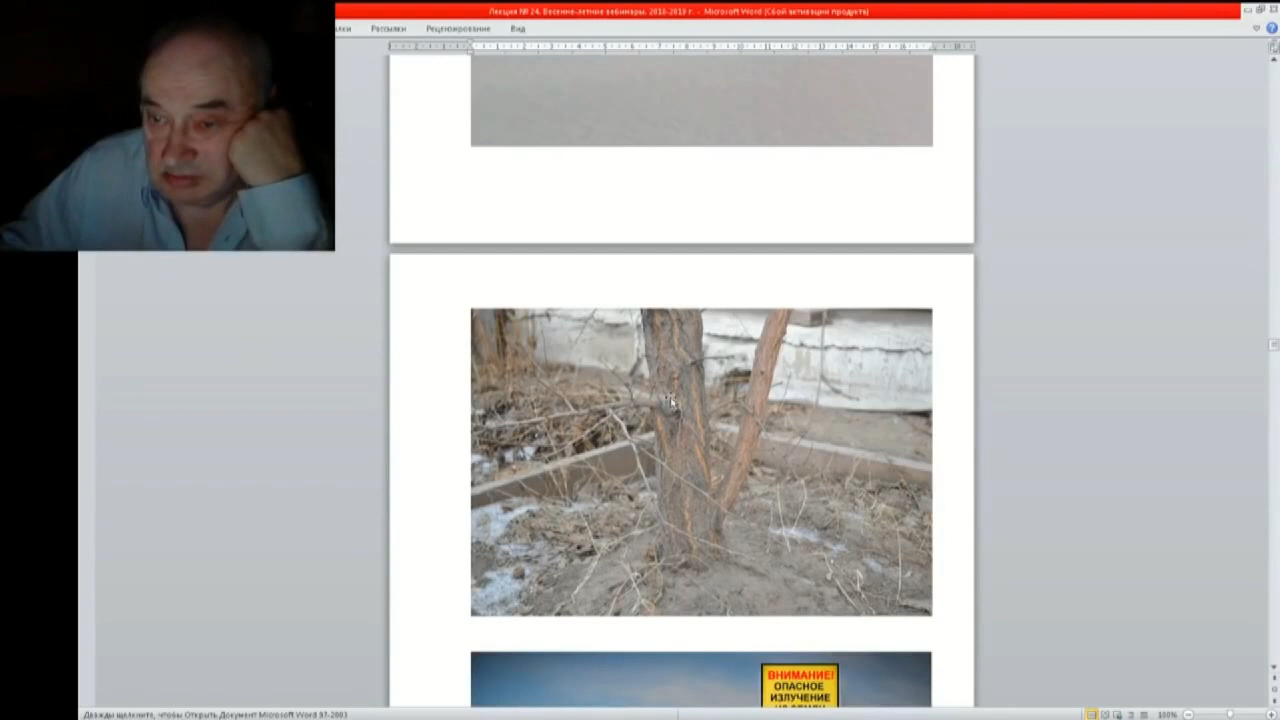 Лекция № 24. Весенне-летние вебинары. 2018-2019 г. - Microsoft Word (Сбой активации продукта)
Рассылки Рецензирование Вид
ВНИМАНИЕ!
ОПАСНОЕ
ИЗЛУЧЕНИЕ
Дважды щелкните, чтобы Открыть Документ Microsoft Word 97-2003
100%